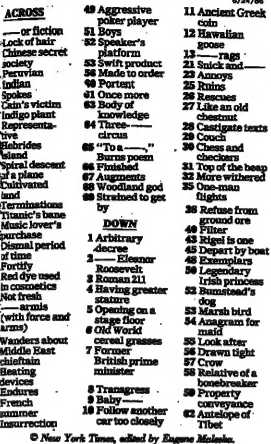 6/24/86
ACROSS
— or fiction
Lock of hair
Chinese secret
society
Peruvian
Indian
Spokes
Cain's victim
Indigo plant
Representa-
tive
Hebrides
island
Spiral descent
of a plane
Cultivated
land
Terminations
Titanic's bane
Music lover's
purchase
Dismal period
of time
Fortify
Red dye used
in cosmetics
Not fresh
— armis
(with force and
arms)
Wanders about
Middle East
chieftain
Heating
devices
Endures
French
summer
Insurrection
49 Aggressive
poker player
51 Boys
52 Speaker's
platform
53 Swift product
56 Made to order
60 Portent
61 Once more
63 Body of
knowledge
64 Three-
circus
65 "To a —,"
Burns poem
66 Finished
67 Augments
68 Woodland god
69 Strained to get
by
DOWN
1 Arbitrary
decree
2 — Eleanor
Roosevelt
3 Roman 211
4 Having greater
stature
5 Opening on a
stage floor
6 Old World
cereal grasses
7 Former
British prime
minister
8 Transgress
9 Baby —
10 Follow another
car too closely
11 Ancient Greek
coin
12 Hawaiian
goose
13 — rags
21 Snick and —
23 Annoys
25 Ruins
26 Rescues
27 Like an old
chestnut
28 Castigate texts
29 Couch
30 Chess and
checkers
31 Top of the heap
32 More withered
35 One-man
flights
38 Refuse from
ground ore
40 Filter
43 Rigel is one
45 Depart by boat
48 Exemplars
50 Legendary
Irish princess
52 Bumstead's
dog
53 Marsh bird
54 Anagram for
maid
55 Look after
56 Drawn tight
57 Crow
58 Relative of a
bonebreaker
59 Property
conveyance
62 Antelope of
Tibet
© New York Times, edited by Eugene Maleska.